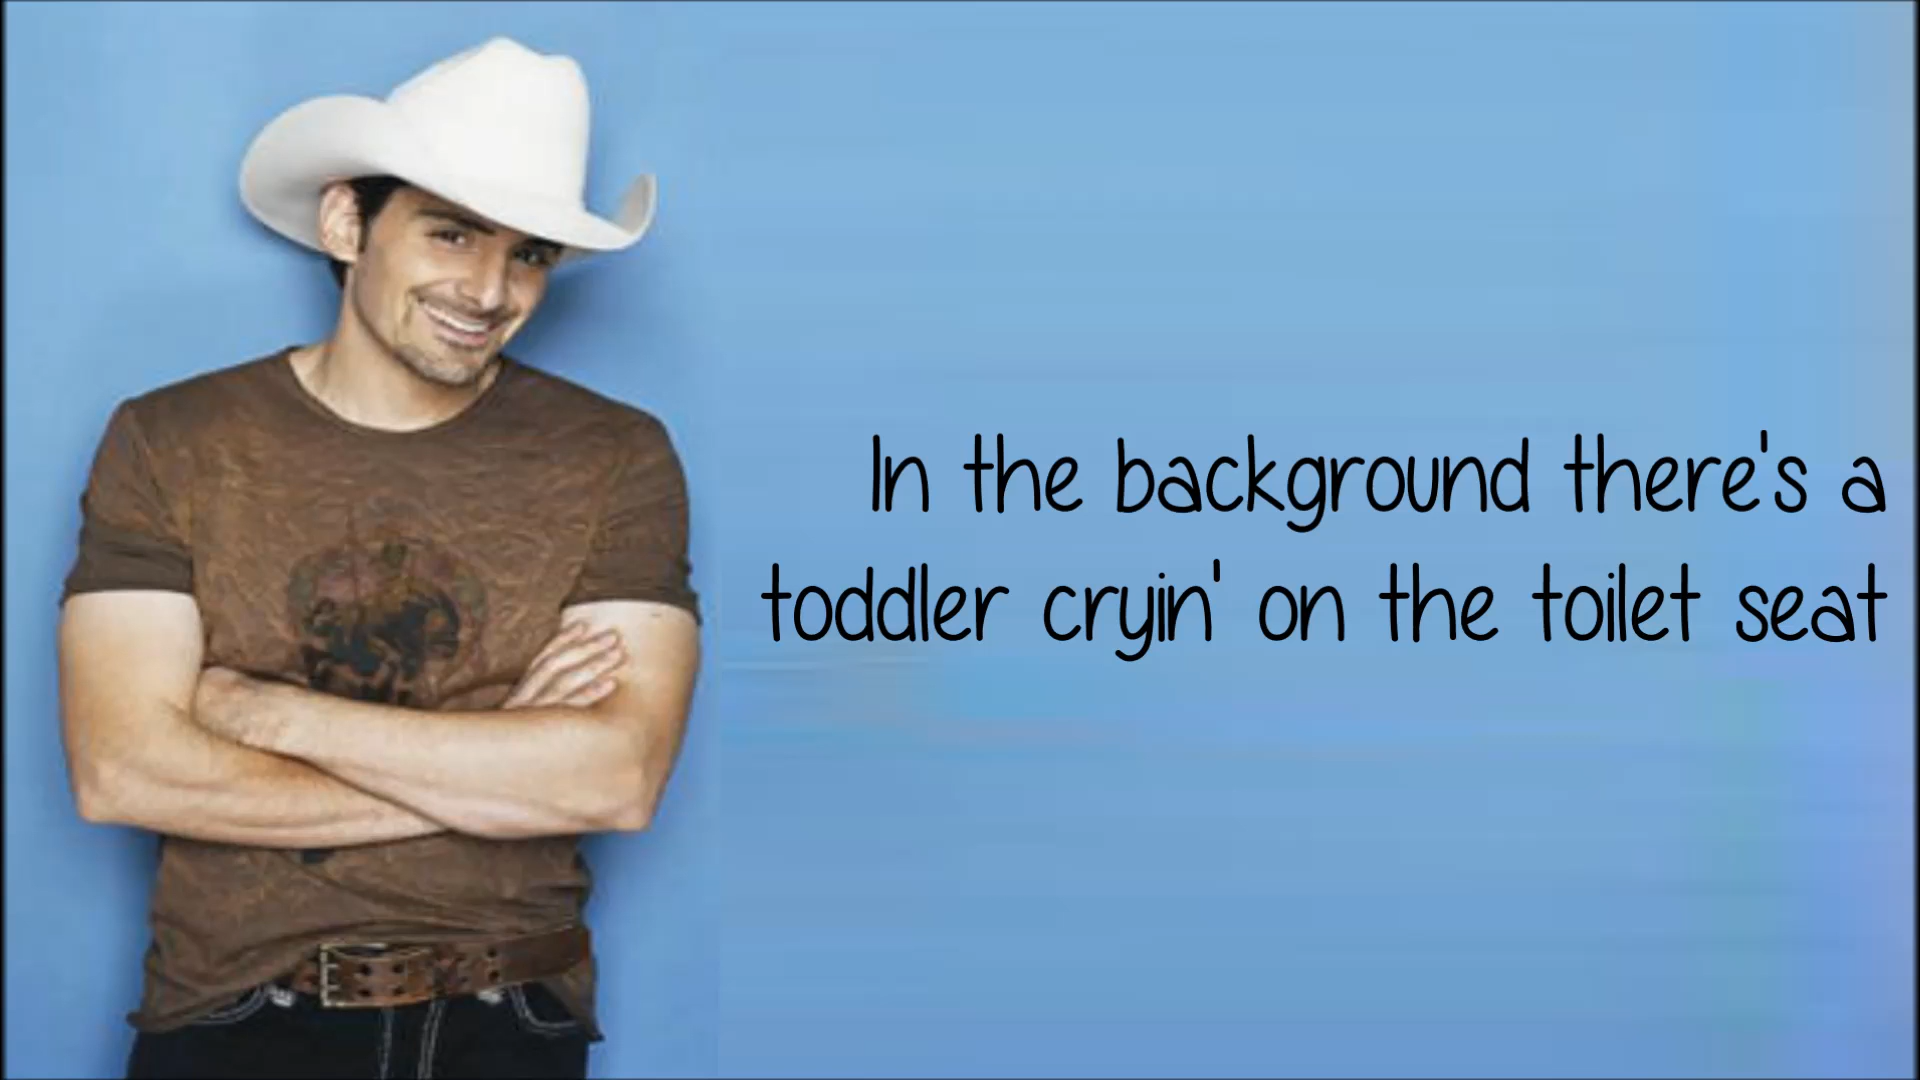 In the background there's a
toddler cryin' on the toilet seat